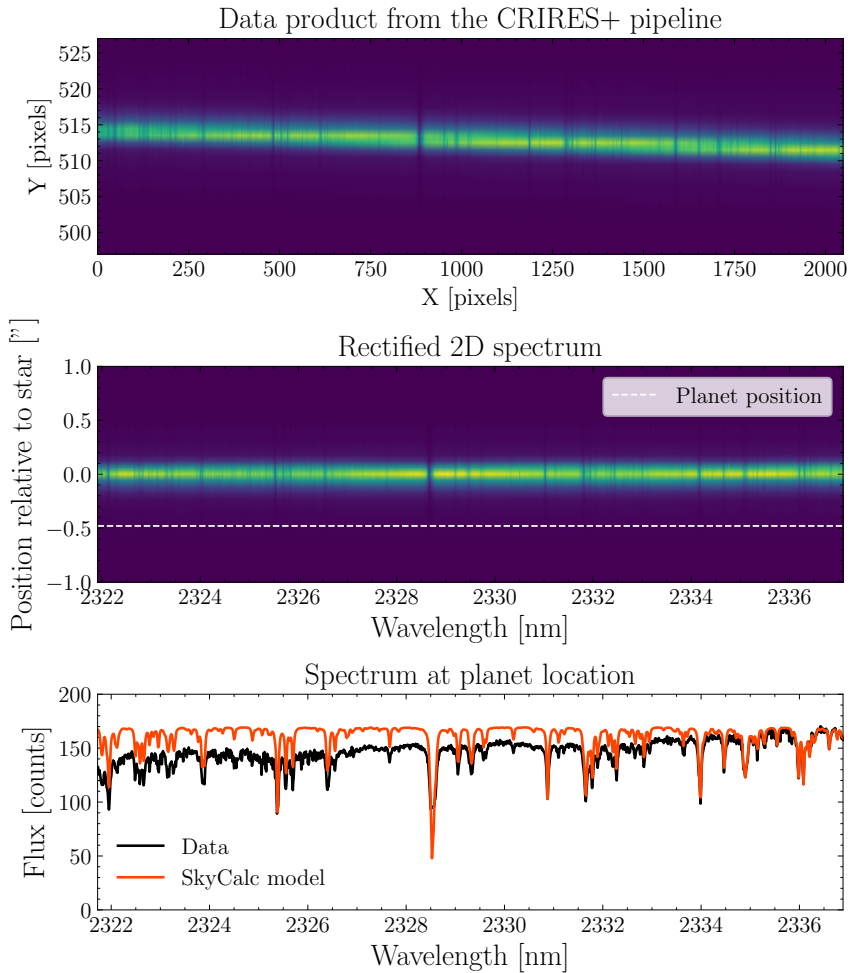 Data product from the CRIRES+ pipeline
525
520
515
510
505
500
Y [pixels]
0 250 500 750 1000 1250 1500 1750 2000
X [pixels]
Rectified 2D spectrum
1.0
0.5
0.0
−0.5
−1.0
Position relative to star [”]
Planet position
2322 2324 2326 2328 2330 2332 2334 2336
Wavelength [nm]
Spectrum at planet location
200
150
100
50
0
Flux [counts]
Data
SkyCalc model
2322 2324 2326 2328 2330 2332 2334 2336
Wavelength [nm]